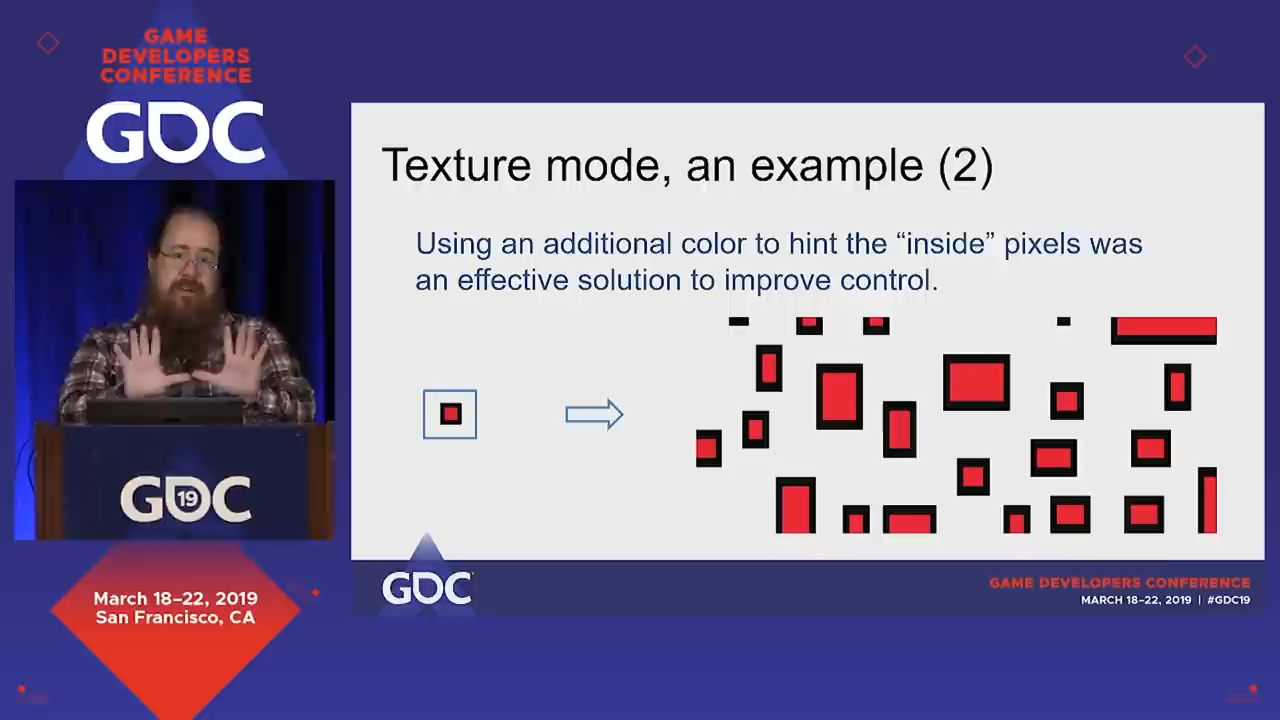 GAME
DEVELOPERS
CONFERENCE
GDC
Texture mode, an example (2)
Using an additional color to hint the “inside” pixels was
an effective solution to improve control.
GDC
19
March 18–22, 2019
San Francisco, CA
GDC
GAME DEVELOPERS CONFERENCE
MARCH 18–22, 2019 | #GDC19